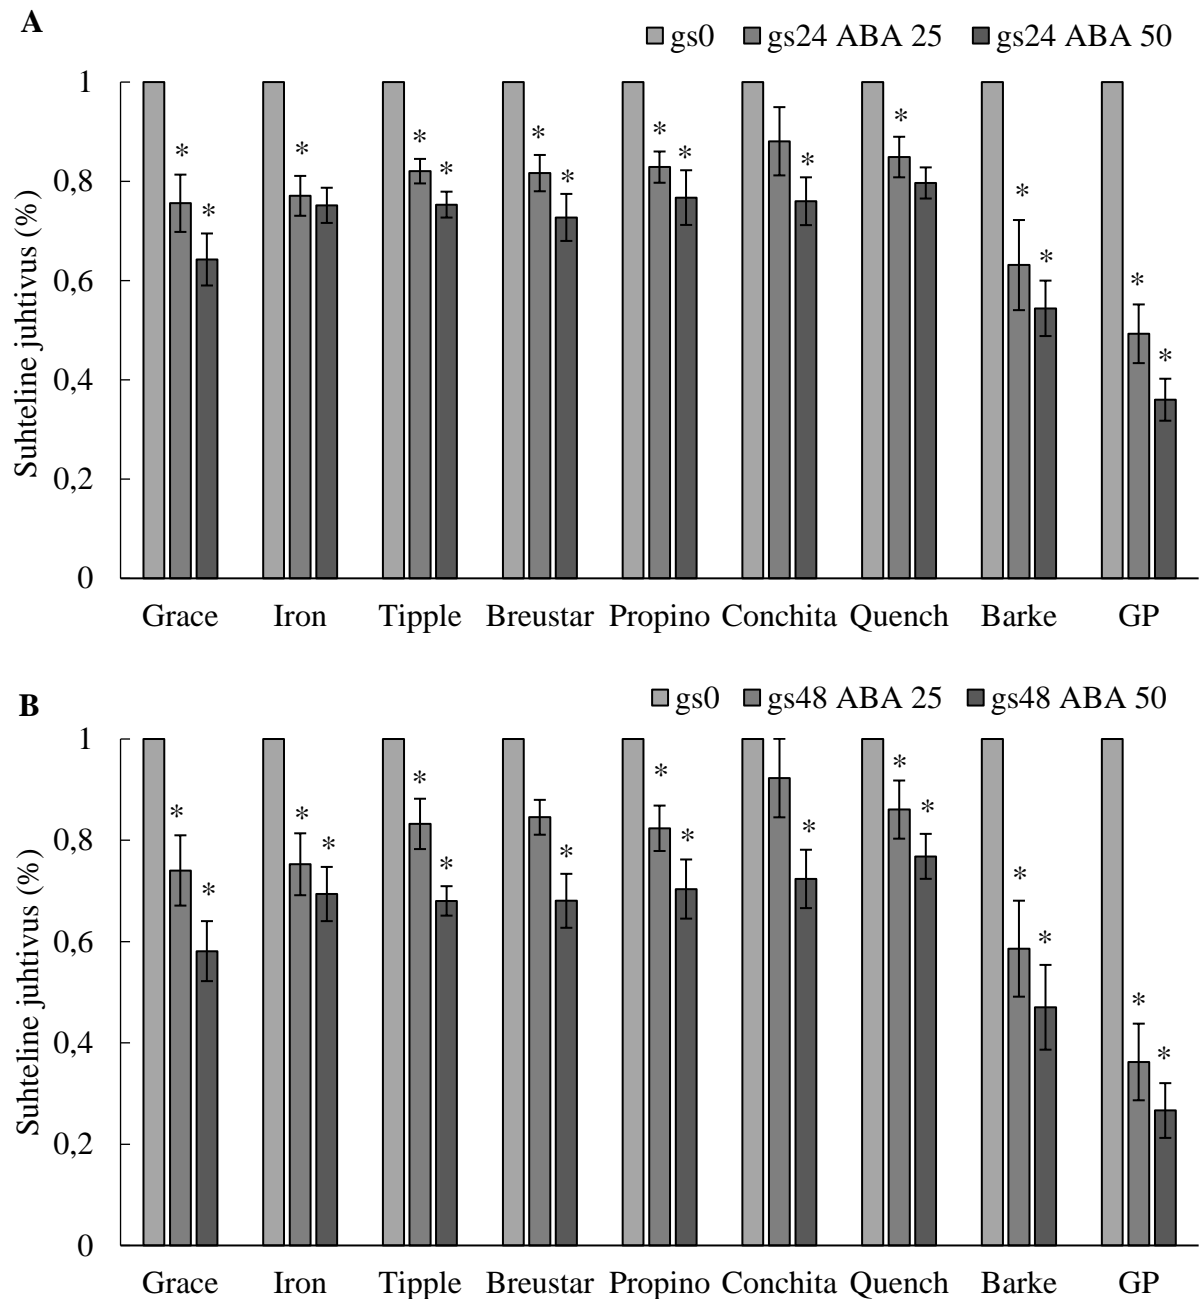 A
gs0 gs24 ABA 25 gs24 ABA 50
Suhteline juhtivus (%)
1
0,8
0,6
0,4
0,2
0
* * * * * * * * * * * * * * *
Grace Iron Tipple Breustar Propino Conchita Quench Barke GP
B
gs0 gs48 ABA 25 gs48 ABA 50
Suhteline juhtivus (%)
1
0,8
0,6
0,4
0,2
0
* * * * * * * * * * * * * * * *
Grace Iron Tipple Breustar Propino Conchita Quench Barke GP